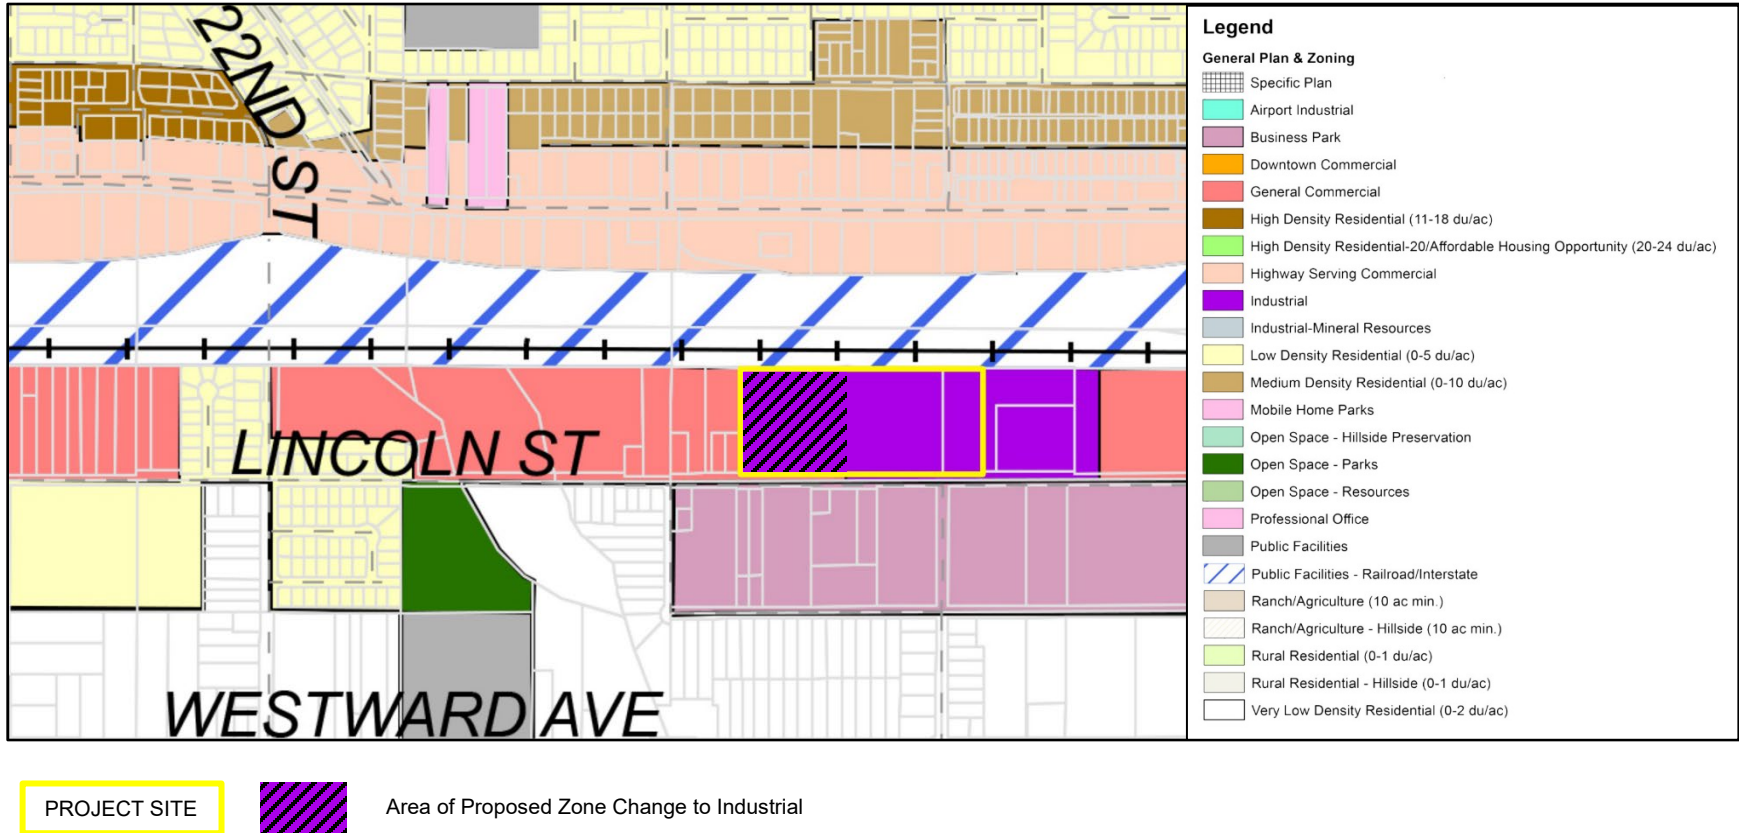 22ND ST
LINCOLN ST
WESTWARD AVE
Legend
General Plan & Zoning
Specific Plan
Airport Industrial
Business Park
Downtown Commercial
General Commercial
High Density Residential (11-18 du/ac)
High Density Residential-20/Affordable Housing Opportunity (20-24 du/ac)
Highway Serving Commercial
Industrial
Industrial-Mineral Resources
Low Density Residential (0-5 du/ac)
Medium Density Residential (0-10 du/ac)
Mobile Home Parks
Open Space - Hillside Preservation
Open Space - Parks
Open Space - Resources
Professional Office
Public Facilities
Public Facilities - Railroad/Interstate
Ranch/Agriculture (10 ac min.)
Ranch/Agriculture - Hillside (10 ac min.)
Rural Residential (0-1 du/ac)
Rural Residential - Hillside (0-1 du/ac)
Very Low Density Residential (0-2 du/ac)
PROJECT SITE
Area of Proposed Zone Change to Industrial